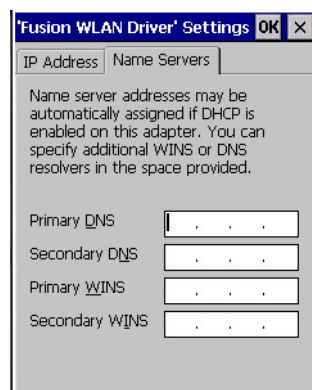 'Fusion WLAN Driver' Settings OK ×
IP Address Name Servers
Name server addresses may be
automatically assigned if DHCP is
enabled on this adapter. You can
specify additional WINS or DNS
resolvers in the space provided.
Primary DNS . . .
Secondary DNS . . .
Primary WINS . . .
Secondary WINS . . .